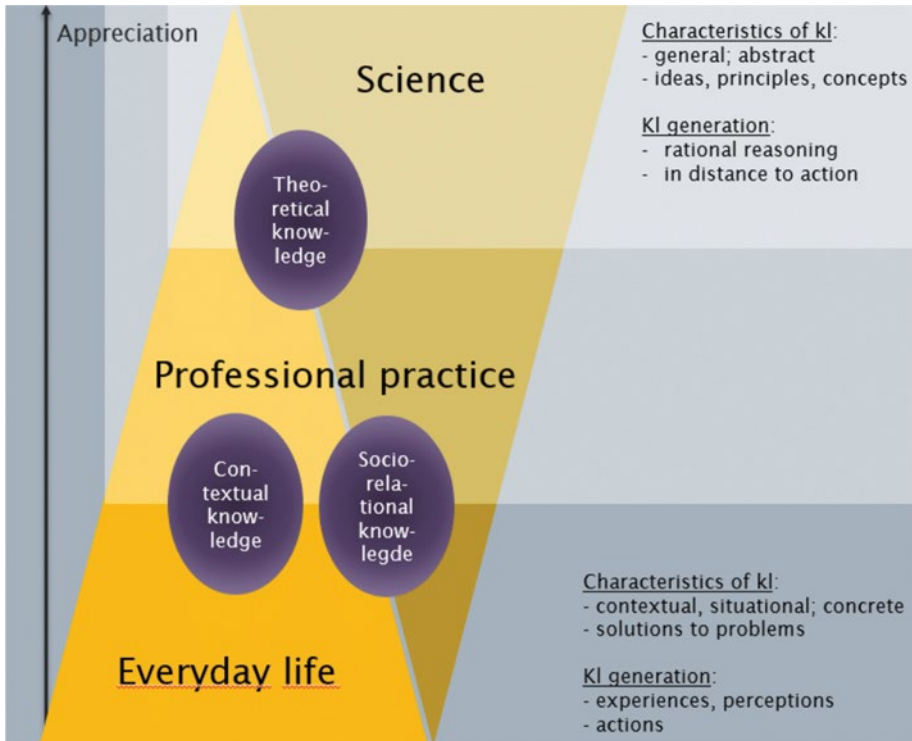 Appreciation
Science
Characteristics of kl:
- general; abstract
- ideas, principles, concepts
Kl generation:
- rational reasoning
- in distance to action
Theo-
retical
know-
ledge
Professional practice
Con-
textual
know-
ledge
Socio-
rela-
tional
know-
legde
Characteristics of kl:
- contextual, situational; concrete
- solutions to problems
Kl generation:
- experiences, perceptions
- actions
Everyday life